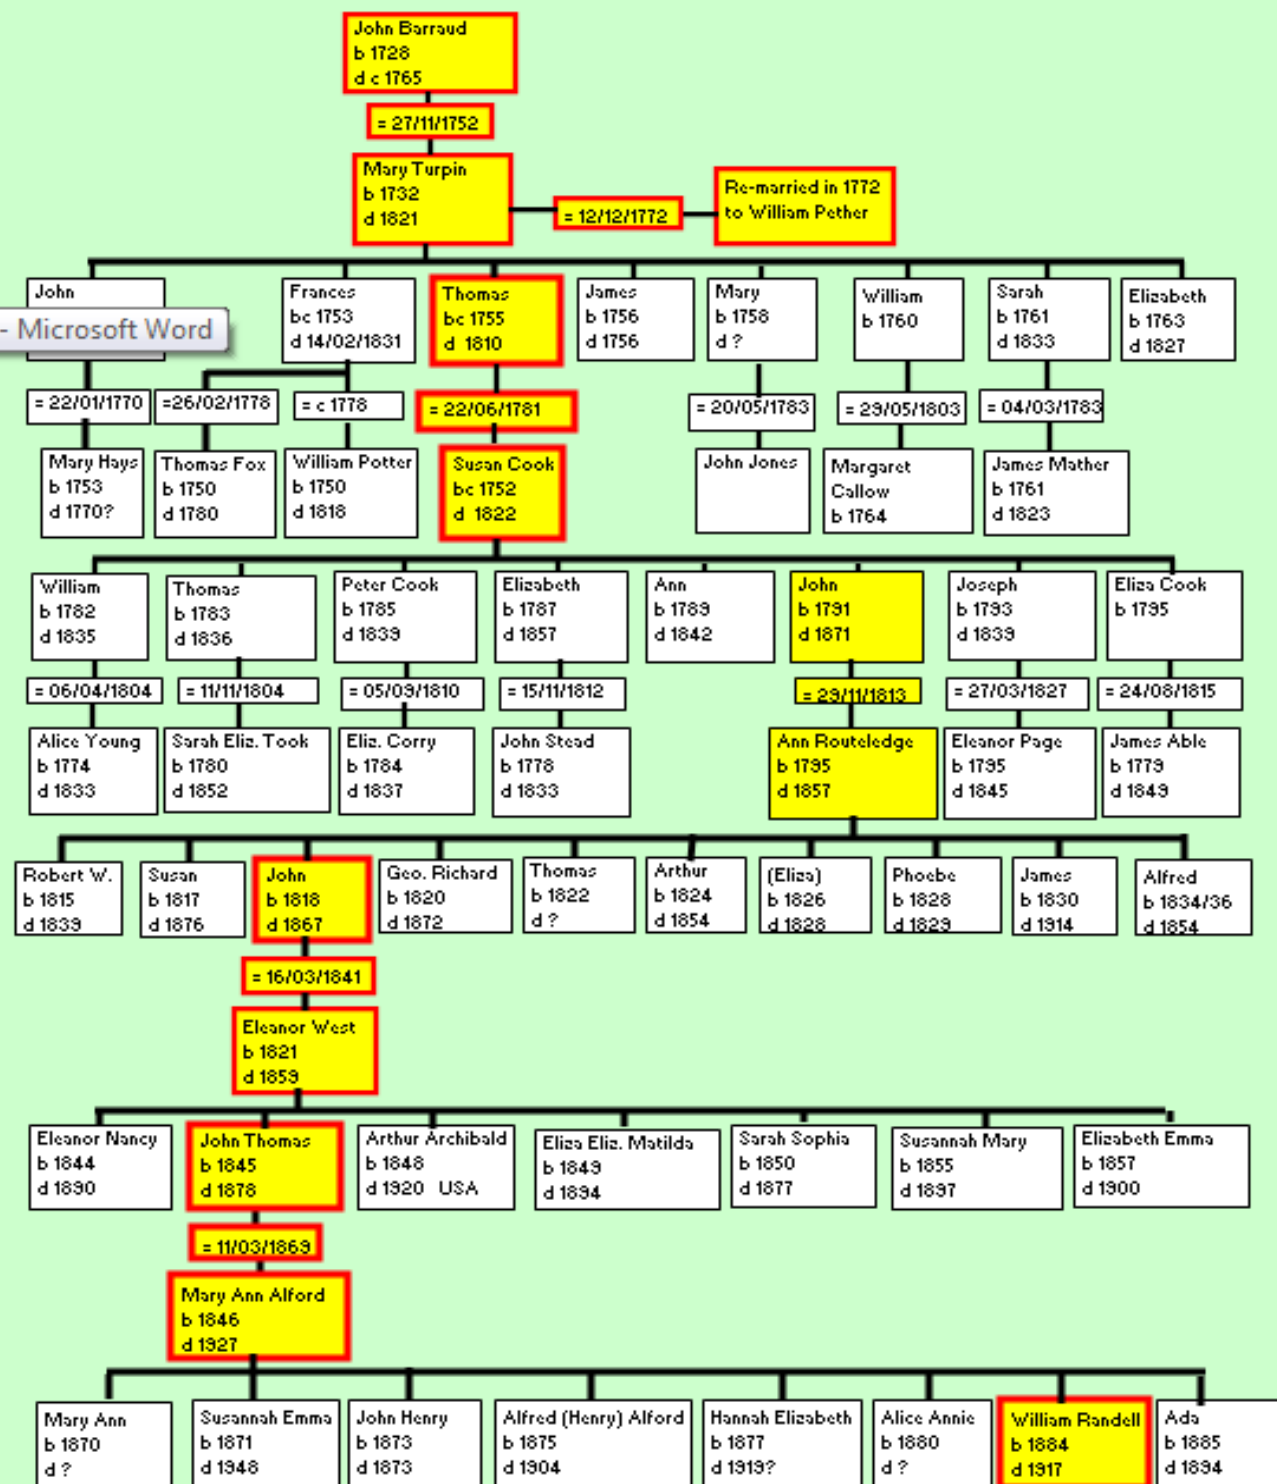 John Barraud
b 1728
d c 1765
= 27/11/1752
Mary Turpin
b 1732
d 1821
= 12/12/1772
Re-married in 1772
to William Pether
John
- Microsoft Word
Frances
bc 1753
d 14/02/1831
Thomas
bc 1755
d 1810
James
b 1756
d 1756
Mary
b 1758
d ?
William
b 1760
Sarah
b 1761
d 1833
Elizabeth
b 1763
d 1827
= 22/01/1770
=26/02/1778
= c 1778
= 22/06/1781
= 20/05/1783
= 29/05/1803
= 04/03/1783
Mary Hays
b 1753
d 1770?
Thomas Fox
b 1750
d 1780
William Potter
b 1750
d 1818
Susan Cook
bc 1752
d 1822
John Jones
Margaret
Callow
b 1764
James Mather
b 1761
d 1823
William
b 1782
d 1835
Thomas
b 1783
d 1836
Peter Cook
b 1785
d 1839
Elizabeth
b 1787
d 1857
Ann
b 1789
d 1842
John
b 1791
d 1871
Joseph
b 1793
d 1839
Eliza Cook
b 1795
= 06/04/1804
= 11/11/1804
= 05/09/1810
= 15/11/1812
= 29/11/1813
= 27/03/1827
= 24/08/1815
Alice Young
b 1774
d 1833
Sarah Eliz. Took
b 1780
d 1852
Eliz. Corry
b 1784
d 1837
John Stead
b 1778
d 1833
Ann Routeledge
b 1795
d 1857
Eleanor Page
b 1795
d 1845
James Able
b 1779
d 1849
Robert W.
b 1815
d 1839
Susan
b 1817
d 1876
John
b 1818
d 1867
Geo. Richard
b 1820
d 1872
Thomas
b 1822
d ?
Arthur
b 1824
d 1854
(Eliza)
b 1826
d 1828
Phoebe
b 1828
d 1829
James
b 1830
d 1914
Alfred
b 1834/36
d 1854
= 16/03/1841
Eleanor West
b 1821
d 1859
Eleanor Nancy
b 1844
d 1890
John Thomas
b 1845
d 1878
Arthur Archibald
b 1848
d 1920 USA
Eliza Eliz. Matilda
b 1849
d 1894
Sarah Sophia
b 1850
d 1877
Susannah Mary
b 1855
d 1897
Elizabeth Emma
b 1857
d 1900
= 11/03/1869
Mary Ann Alford
b 1846
d 1927
Mary Ann
b 1870
d ?
Susannah Emma
b 1871
d 1948
John Henry
b 1873
d 1873
Alfred (Henry) Alford
b 1875
d 1904
Hannah Elizabeth
b 1877
d 1919?
Alice Annie
b 1880
d ?
William Randell
b 1884
d 1917
Ada
b 1885
d 1894